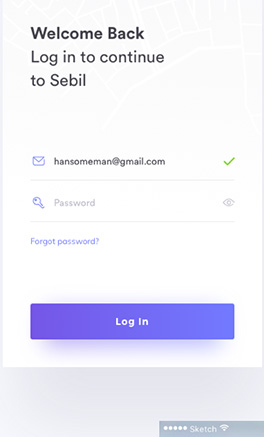 Welcome Back
Log in to continue
to Sebil
hansomeman@gmail.com
Password
Forgot password?
Log In
Sketch